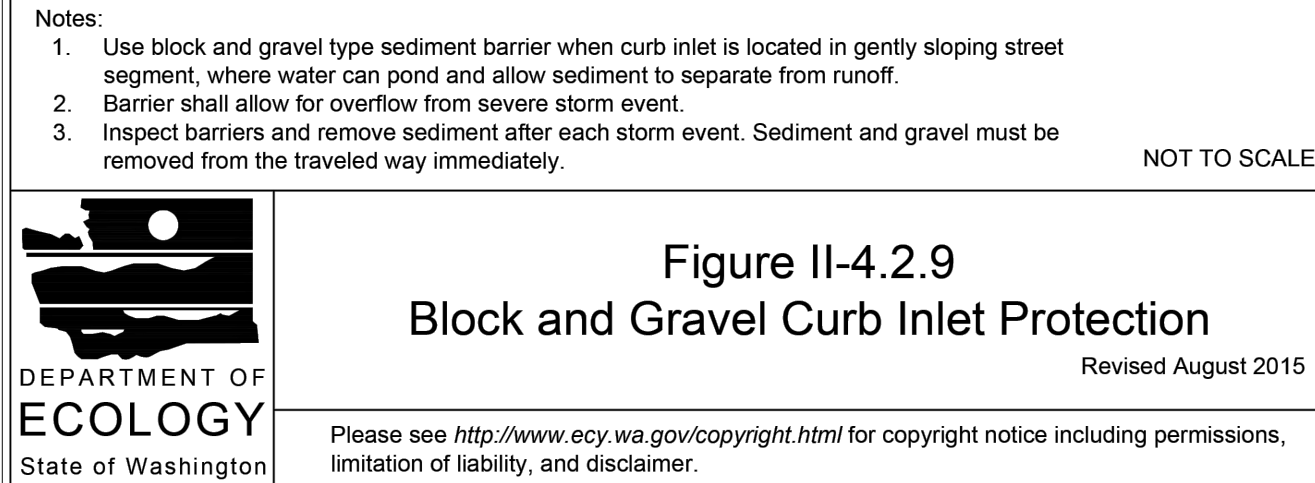 Notes:
1. Use block and gravel type sediment barrier when curb inlet is located in gently sloping street
segment, where water can pond and allow sediment to separate from runoff.
2. Barrier shall allow for overflow from severe storm event.
3. Inspect barriers and remove sediment after each storm event. Sediment and gravel must be
removed from the traveled way immediately.
NOT TO SCALE
DEPARTMENT OF
ECOLOGY
State of Washington
Figure II-4.2.9
Block and Gravel Curb Inlet Protection
Revised August 2015
Please see http://www.ecy.wa.gov/copyright.html for copyright notice including permissions,
limitation of liability, and disclaimer.